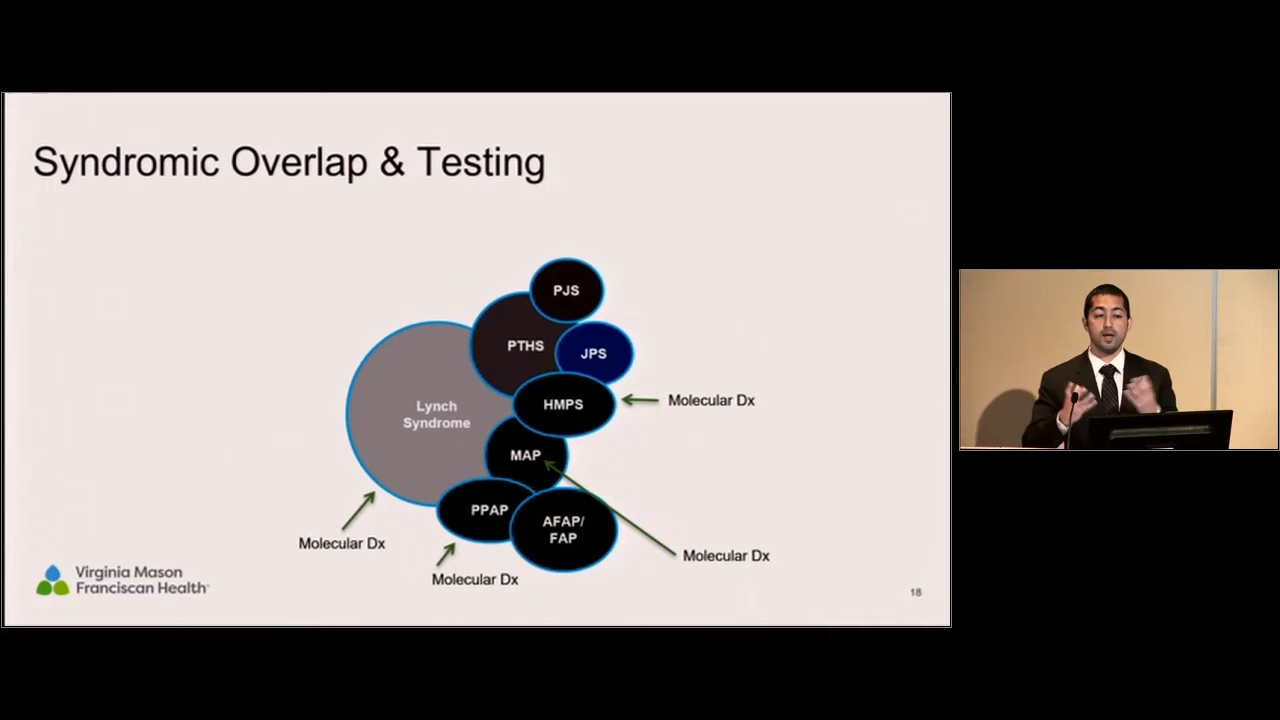 Syndromic Overlap & Testing
PJS
PTHS
JPS
HMPS
Molecular Dx
Lynch
Syndrome
MAP
PPAP
AFAP/
FAP
Molecular Dx
Molecular Dx
Molecular Dx
Virginia Mason
Franciscan Health
18